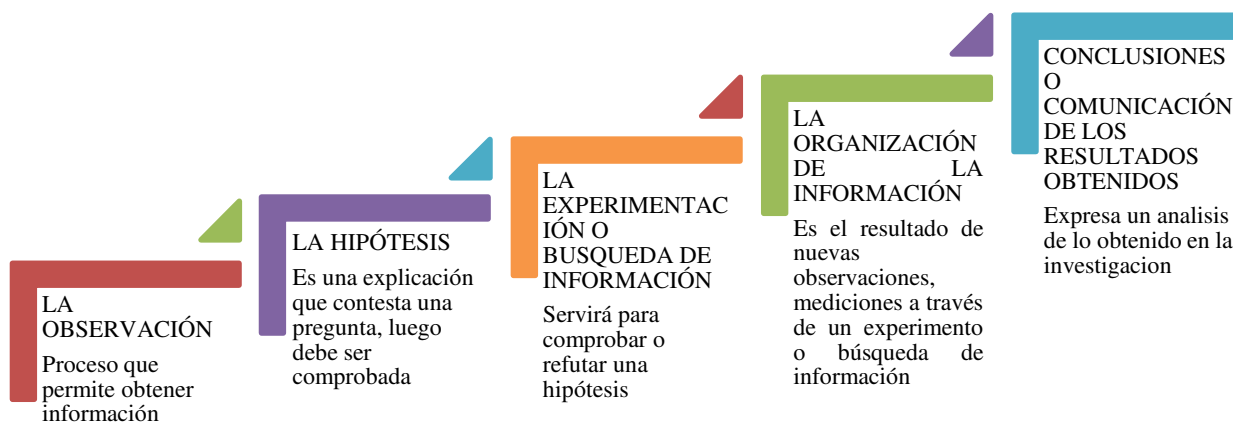 LA
OBSERVACIÓN
Proceso que
permite obtener
información
LA HIPÓTESIS
Es una explicación
que contesta una
pregunta, luego
debe ser
comprobada
LA
EXPERIMENTAC
IÓN O
BUSQUEDA DE
INFORMACIÓN
Servirá para
comprobar o
refutar una
hipótesis
LA
ORGANIZACIÓN
DE LA
INFORMACIÓN
Es el resultado de
nuevas
observaciones,
mediciones a través
de un experimento
o búsqueda de
información
CONCLUSIONES
O
COMUNICACIÓN
DE LOS
RESULTADOS
OBTENIDOS
Expresa un analisis
de lo obtenido en la
investigacion